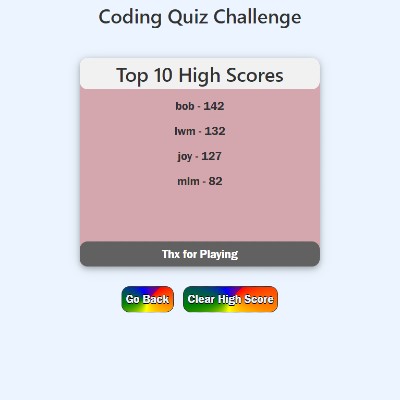 Coding Quiz Challenge
Top 10 High Scores
bob - 142
lwm - 132
joy - 127
mlm - 82
Thx for Playing
Go Back
Clear High Score